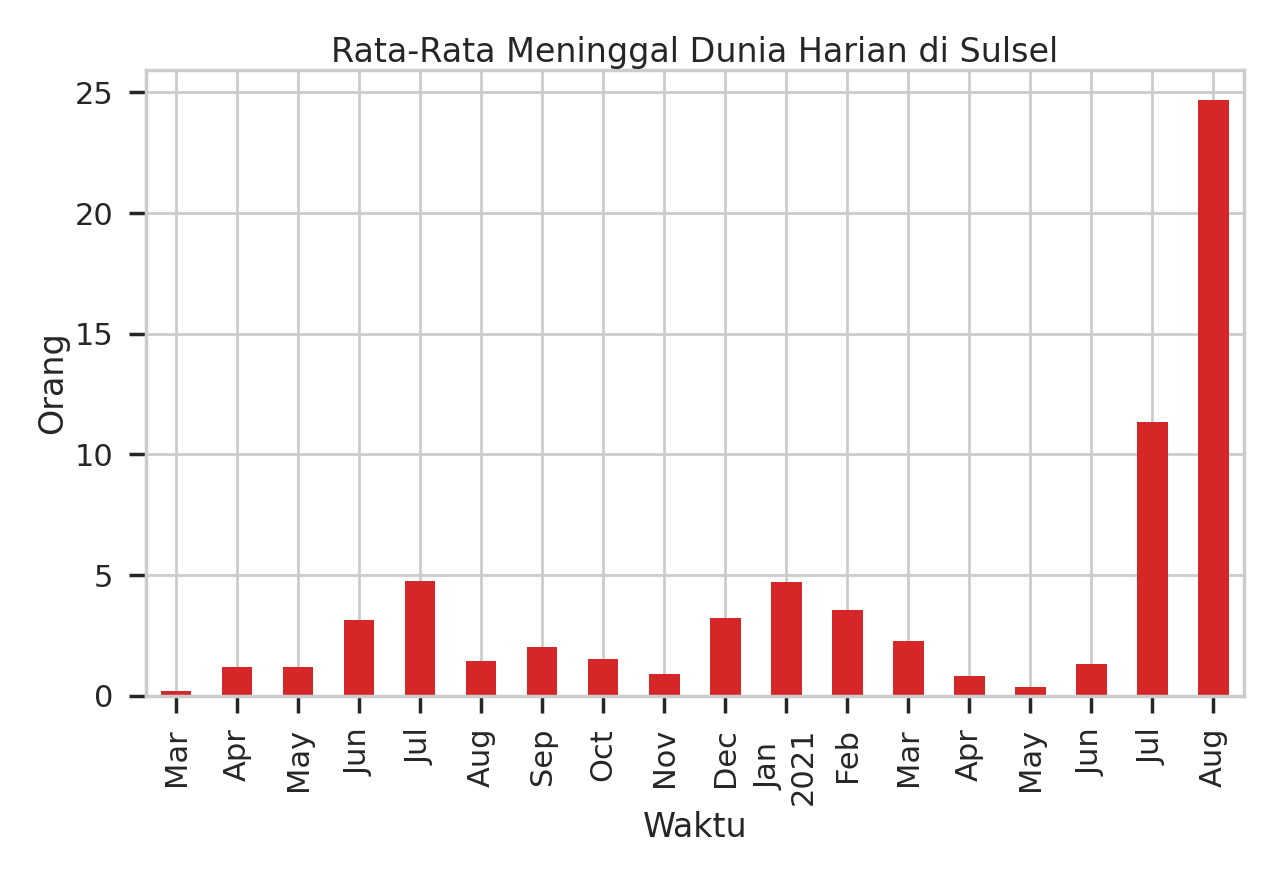 Rata-Rata Meninggal Dunia Harian di Sulsel
Orang
25
20
15
10
5
0
Mar
Apr
May
Jun
Jul
Aug
Sep
Oct
Nov
Dec
Jan
2021
Feb
Mar
Apr
May
Jun
Jul
Aug
Waktu